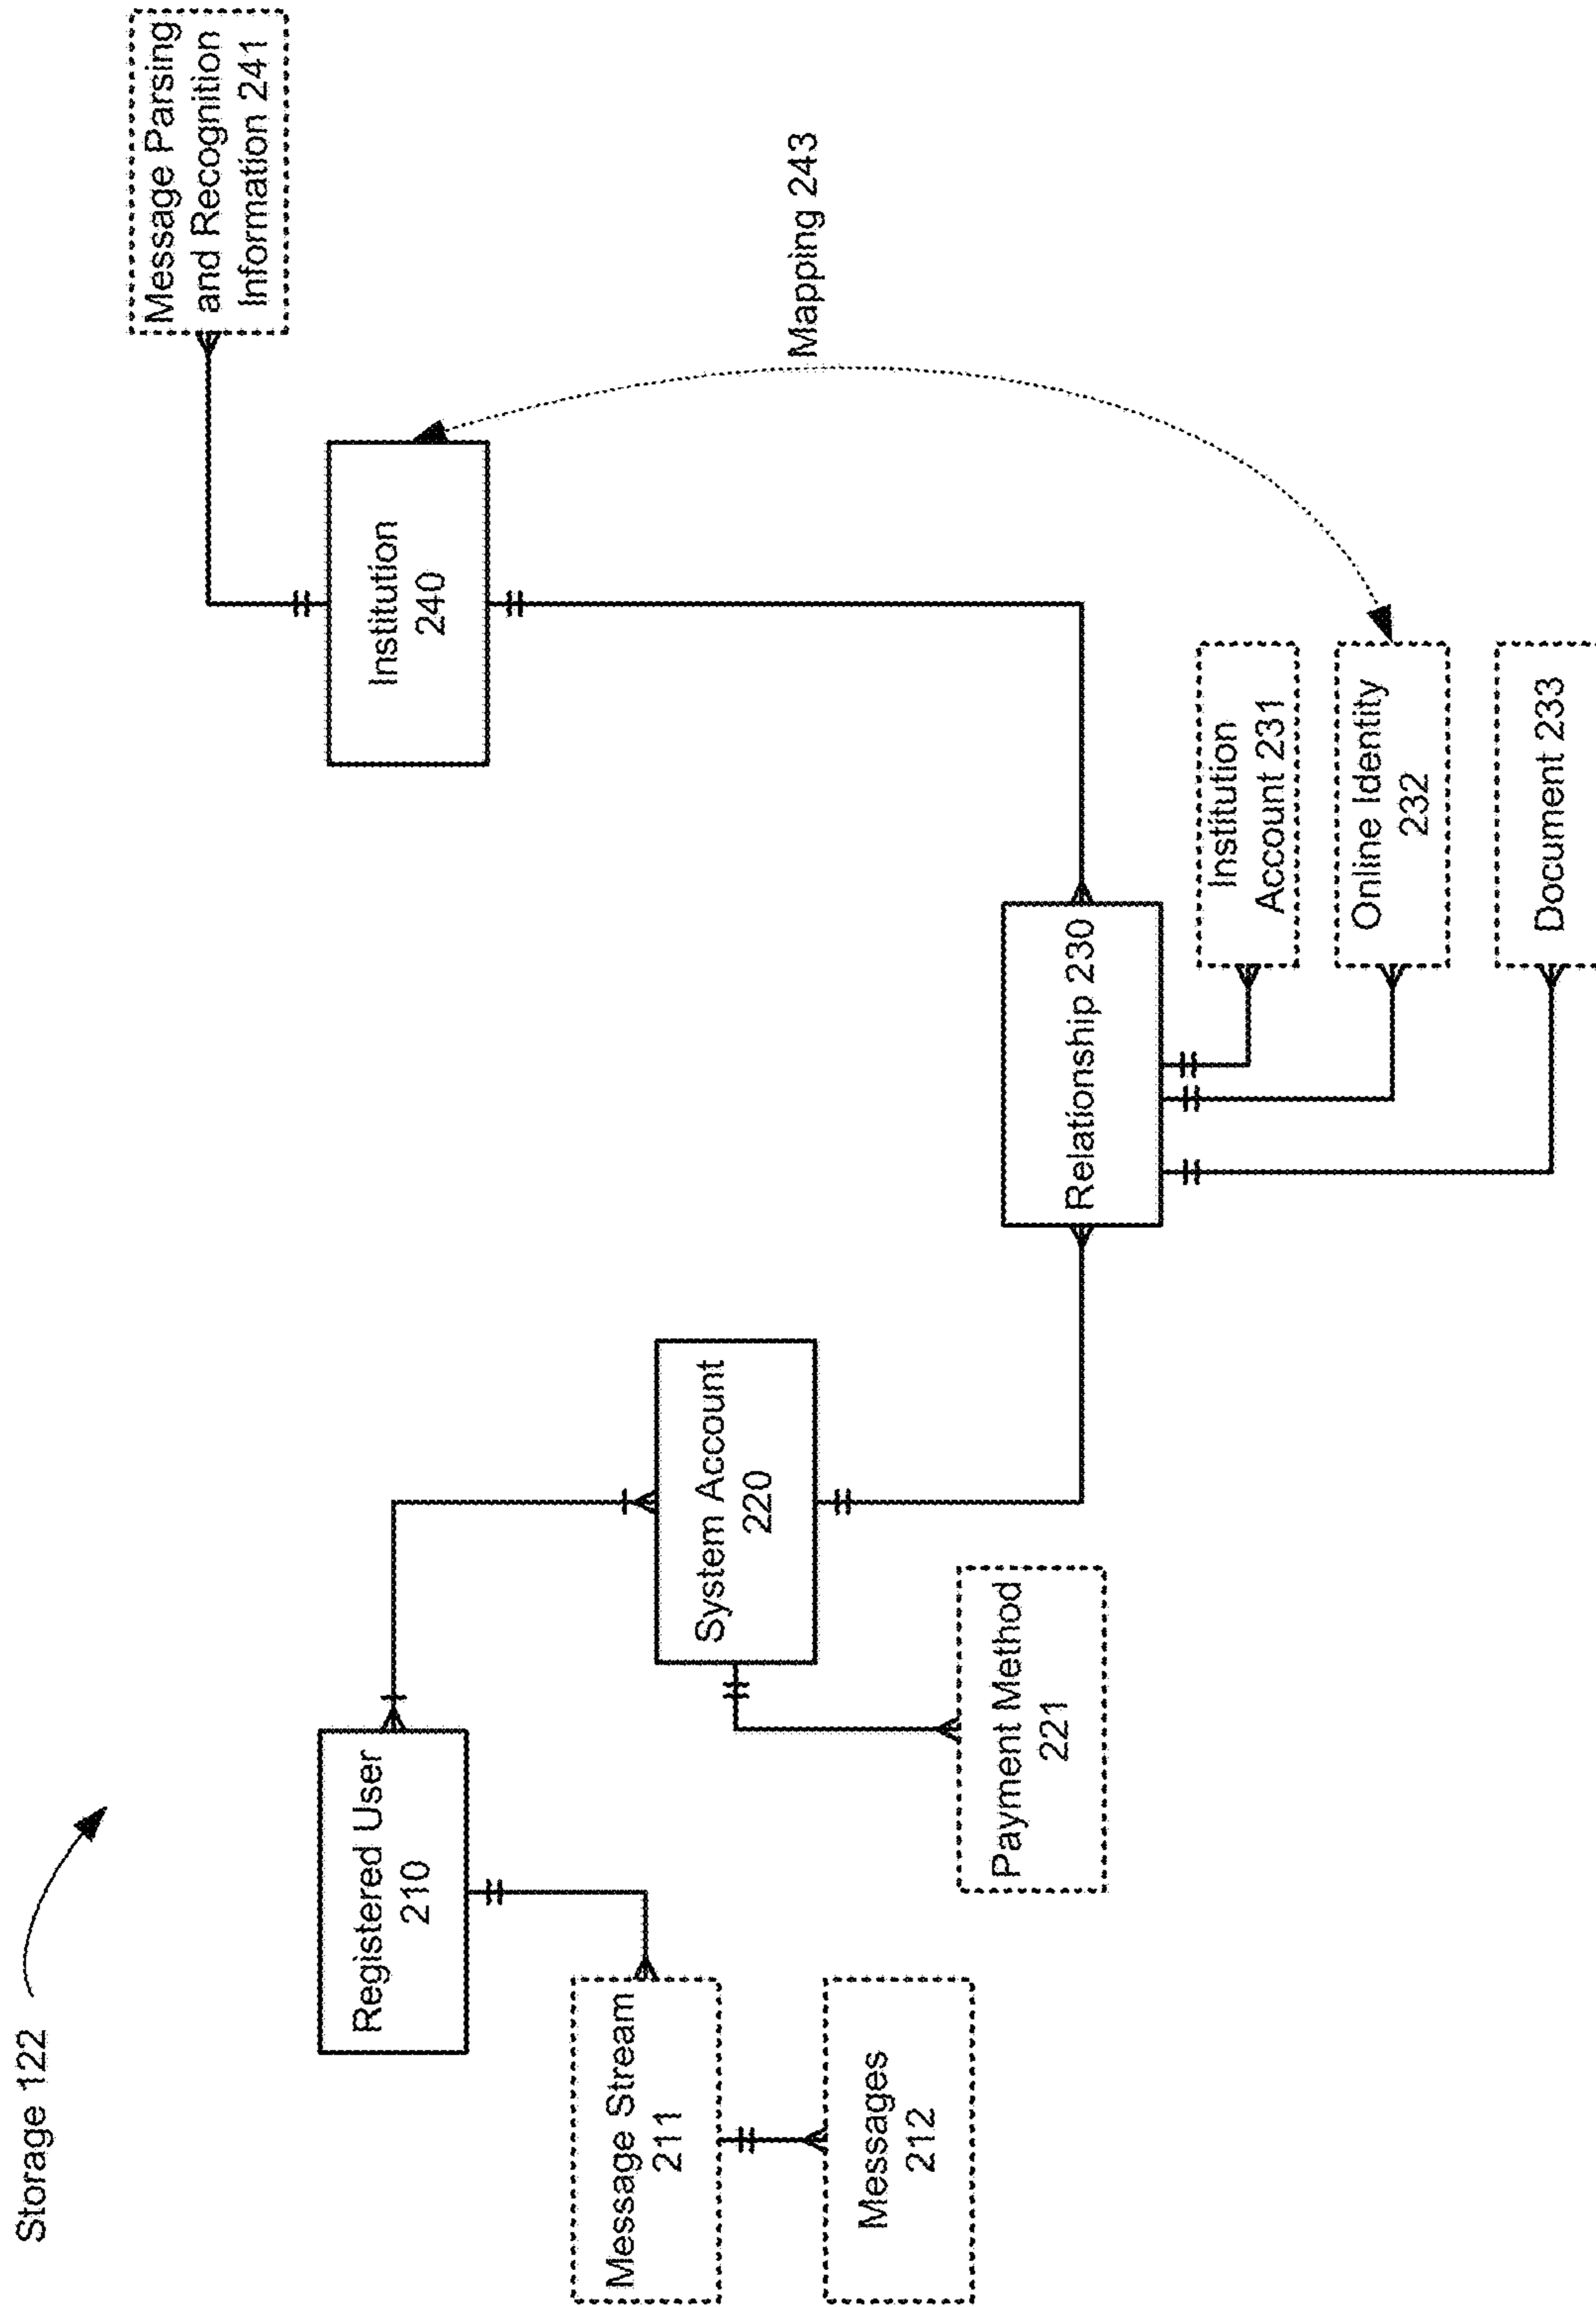 Storage 122
Registered User
210
Message Stream
211
Messages
212
System Account
220
Payment Method
221
Relationship 230
Institution
Account 231
Online Identity
232
Document 233
Institution
240
Message Parsing
and Recognition
Information 241
Mapping 243